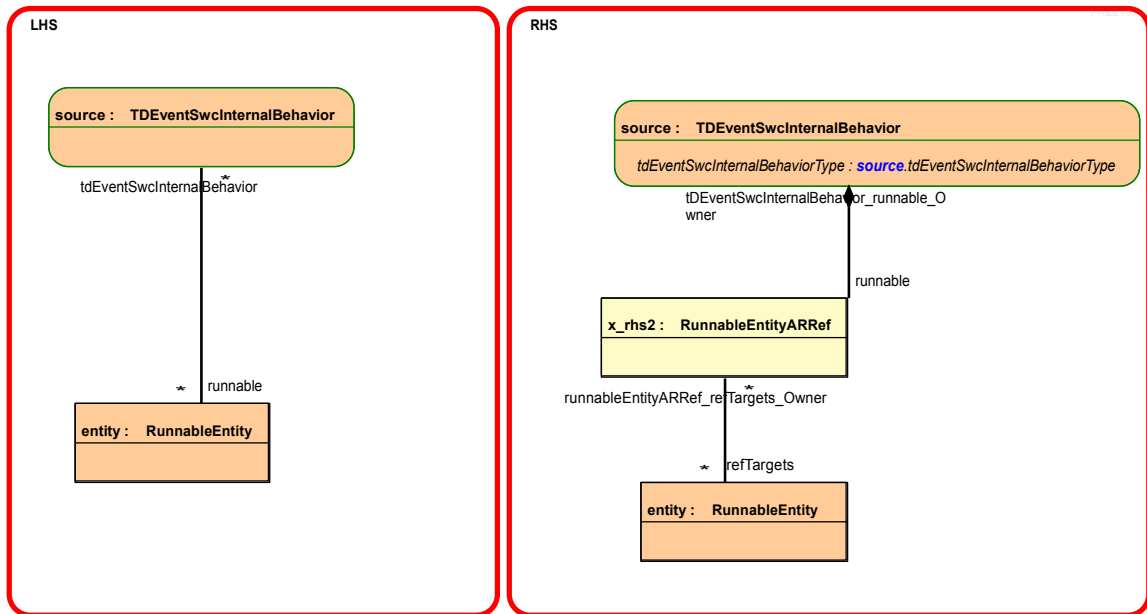 LHS
source : TDEventSwcInternalBehavior
*
tdEventSwcInternalBehavior
* runnable
entity : RunnableEntity
RHS
source : TDEventSwcInternalBehavior
tdEventSwcInternalBehaviorType : source.tdEventSwcInternalBehaviorType
tDEventSwcInternalBehavior_runnable_O
wner
runnable
x_rhs2 : RunnableEntityARRef
*
runnableEntityARRef_refTargets_Owner
* refTargets
entity : RunnableEntity